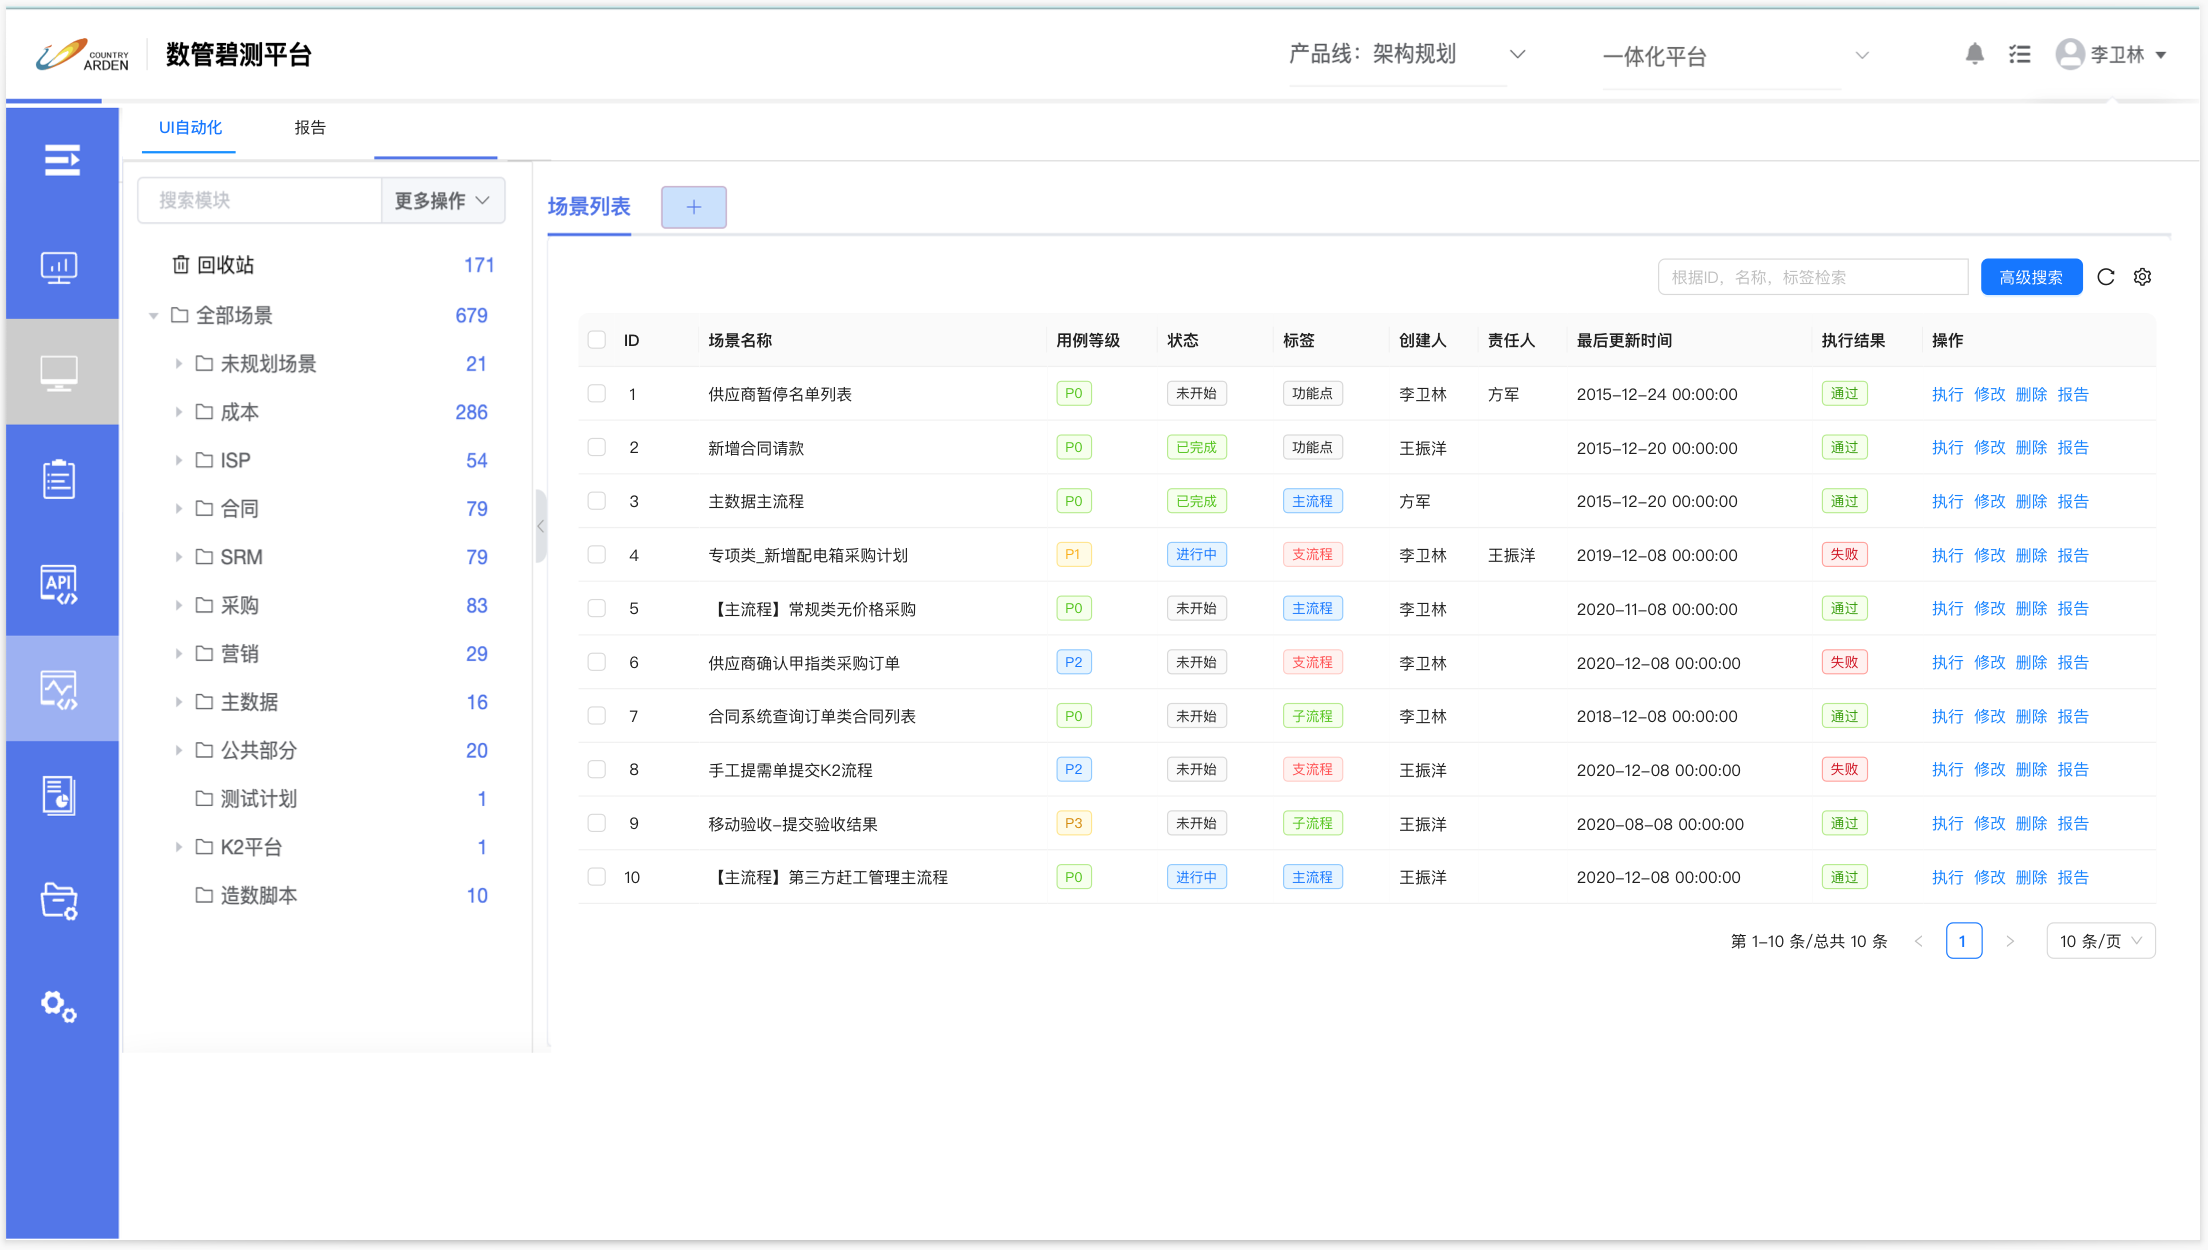 COUNTRY
ARDEN
数管碧测平台
产品线：架构规划
一体化平台
李卫林
UI自动化 报告
搜索模块 更多操作
回收站 171
全部场景 679
未规划场景 21
成本 286
ISP 54
合同 79
SRM 79
采购 83
营销 29
主数据 16
公共部分 20
测试计划 1
K2平台 1
造数脚本 10
API
场景列表 +
根据ID，名称，标签检索 高级搜索
ID 场景名称 用例等级 状态 标签 创建人 责任人 最后更新时间 执行结果 操作
1 供应商暂停名单列表 P0 未开始 功能点 李卫林 方军 2015-12-24 00:00:00 通过 执行 修改 删除 报告
2 新增合同请款 P0 已完成 功能点 王振洋 2015-12-20 00:00:00 通过 执行 修改 删除 报告
3 主数据主流程 P0 已完成 主流程 方军 2015-12-20 00:00:00 通过 执行 修改 删除 报告
4 专项类_新增配电箱采购计划 P1 进行中 支流程 李卫林 王振洋 2019-12-08 00:00:00 失败 执行 修改 删除 报告
5 【主流程】常规类无价格采购 P0 未开始 主流程 李卫林 2020-11-08 00:00:00 通过 执行 修改 删除 报告
6 供应商确认甲指类采购订单 P2 未开始 支流程 李卫林 2020-12-08 00:00:00 失败 执行 修改 删除 报告
7 合同系统查询订单类合同列表 P0 未开始 子流程 李卫林 2018-12-08 00:00:00 通过 执行 修改 删除 报告
8 手工提需单提交K2流程 P2 未开始 支流程 王振洋 2020-12-08 00:00:00 失败 执行 修改 删除 报告
9 移动验收-提交验收结果 P3 未开始 子流程 王振洋 2020-08-08 00:00:00 通过 执行 修改 删除 报告
10 【主流程】第三方赶工管理主流程 P0 进行中 主流程 王振洋 2020-12-08 00:00:00 通过 执行 修改 删除 报告
第 1-10 条/总共 10 条 < 1 > 10 条/页